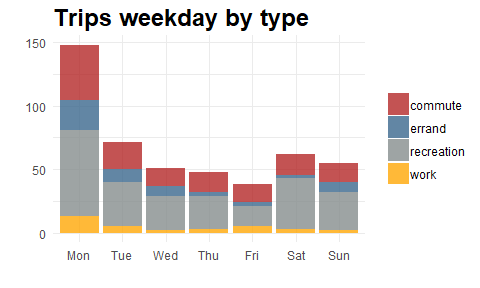 Trips weekday by type
150
100
50
0
Mon Tue Wed Thu Fri Sat Sun
commute
errand
recreation
work